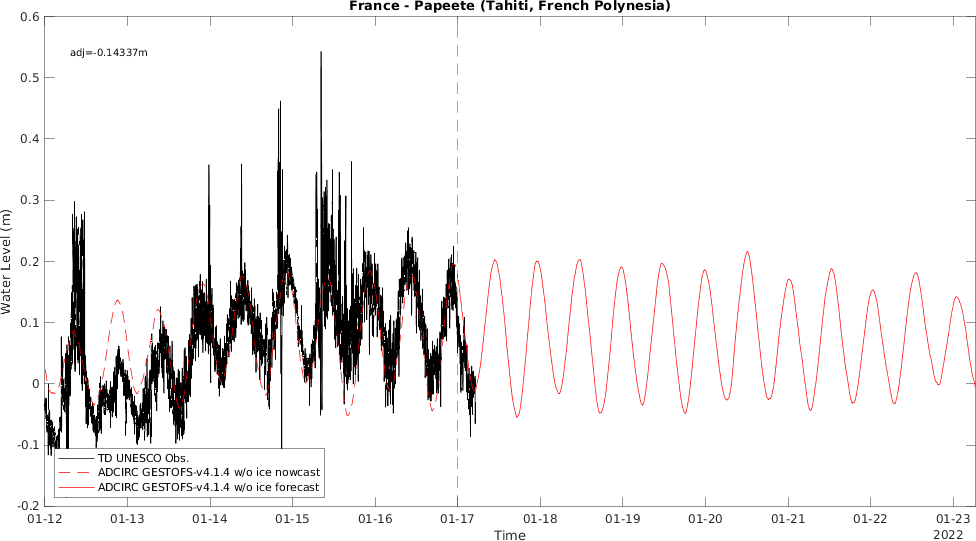 France - Papeete (Tahiti, French Polynesia)
adj=-0.14337m
0.6
0.5
0.4
0.3
0.2
0.1
0
-0.1
-0.2
Water Level (m)
TD UNESCO Obs.
ADCIRC GESTOFS-v4.1.4 w/o ice nowcast
ADCIRC GESTOFS-v4.1.4 w/o ice forecast
01-12 01-13 01-14 01-15 01-16 01-17 01-18 01-19 01-20 01-21 01-22 01-23
Time
2022